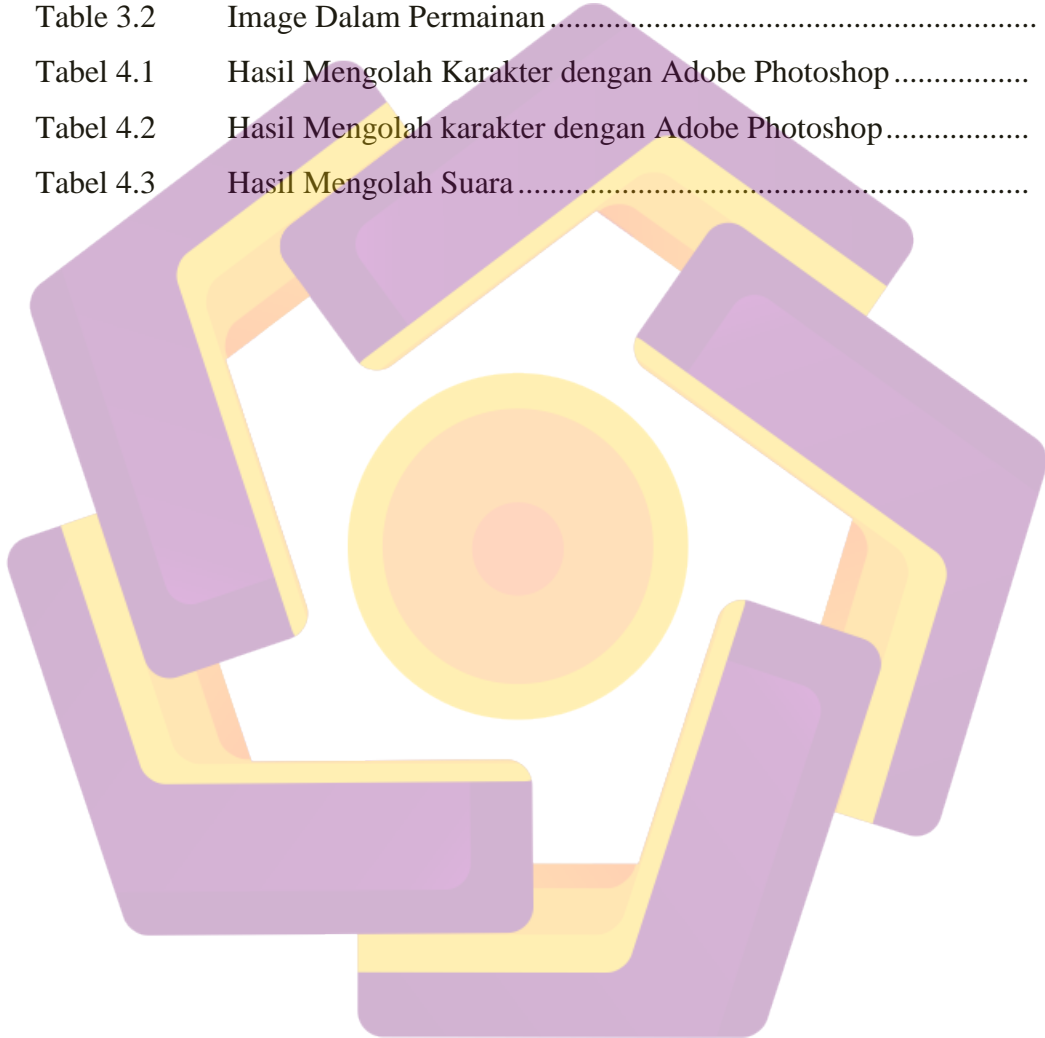 Table 3.2 Image Dalam Permainan ......................................................
Tabel 4.1 Hasil Mengolah Karakter dengan Adobe Photoshop ...............
Tabel 4.2 Hasil Mengolah karakter dengan Adobe Photoshop ................
Tabel 4.3 Hasil Mengolah Suara .........................................................